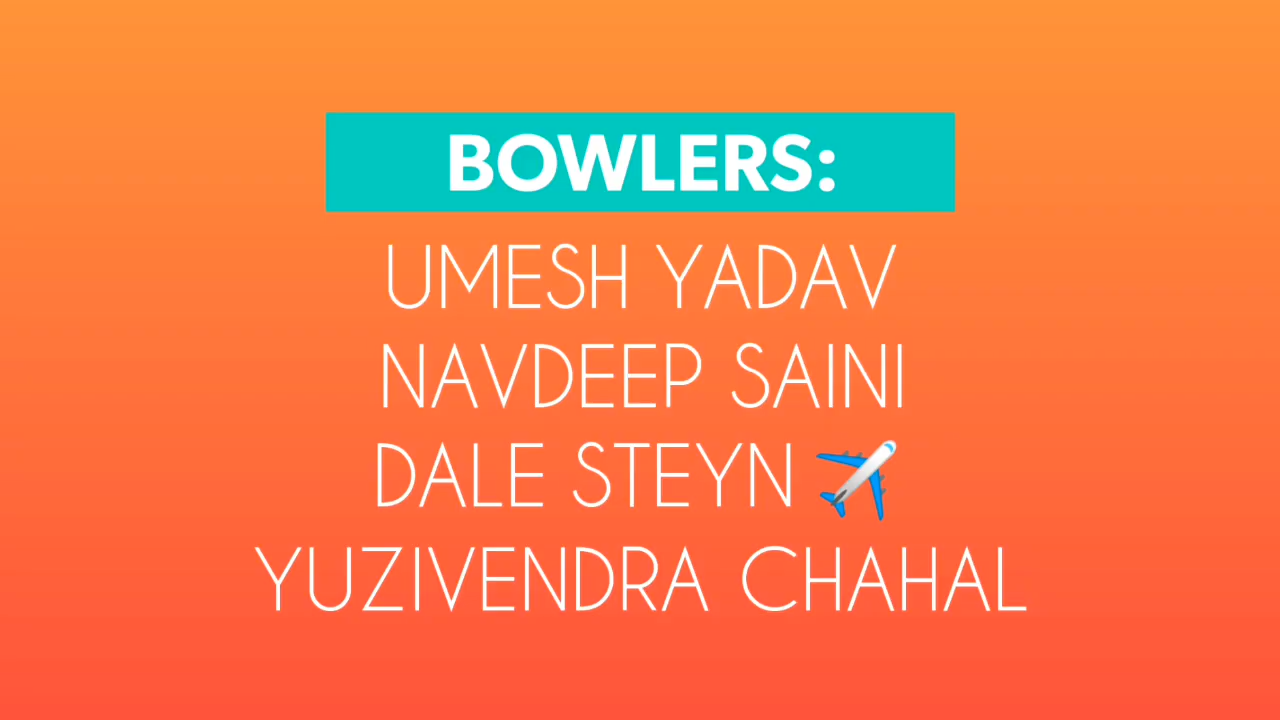 BOWLERS:
UMESH YADAV
NAVDEEP SAINI
DALE STEYN ✈️
YUZIVENDRA CHAHAL